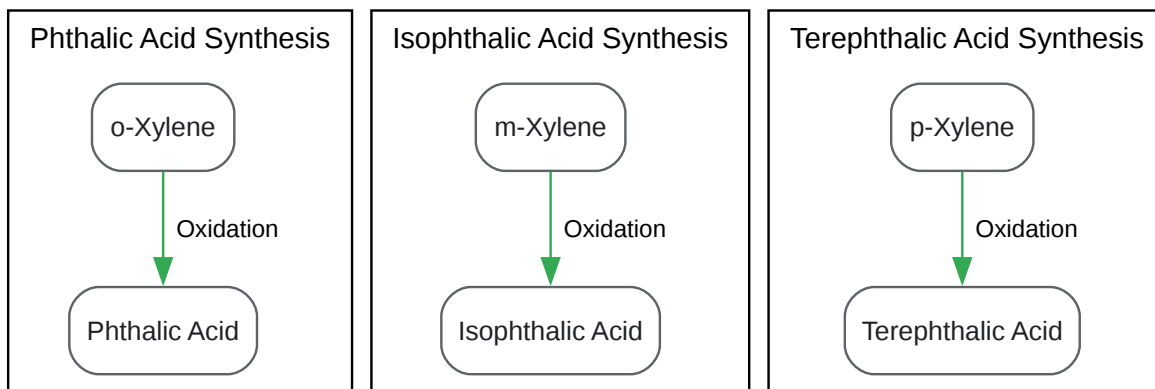 Phthalic Acid Synthesis
o-Xylene
Oxidation
Phthalic Acid
Isophthalic Acid Synthesis
m-Xylene
Oxidation
Isophthalic Acid
Terephthalic Acid Synthesis
p-Xylene
Oxidation
Terephthalic Acid